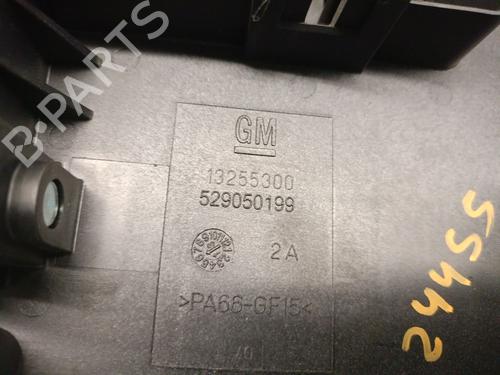 B-PARTS
GM
13255300
529050199
2A
>PA66-GF15<
24455